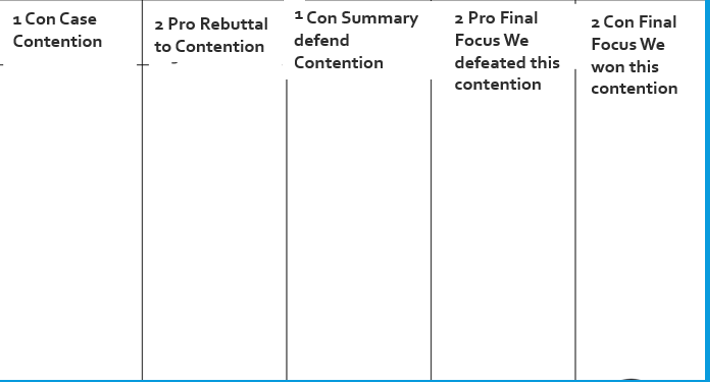 1 Con Case
Contention
2 Pro Rebuttal
to Contention
1 Con Summary
defend
Contention
2 Pro Final
Focus We
defeated this
contention
2 Con Final
Focus We
won this
contention